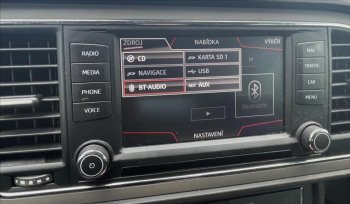 RADIO
MEDIA
PHONE
VOICE
ZDROJ
NABÍDKA
VÝBĚR
CD
KARTA SD 1
NAVIGACE
USB
BT-AUDIO
AUX AUX
Bluetooth
NASTAVENÍ
NAV
TRAFFIC
CAR
MENU